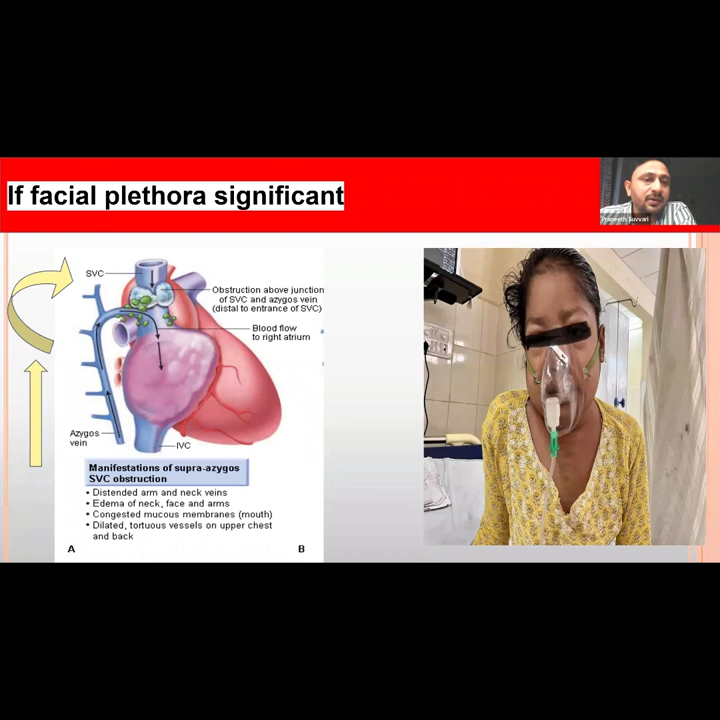 If facial plethora significant
Praneeth Suvvari
SVC
Obstruction above junction
of SVC and azygos vein
(distal to entrance of SVC)
Blood flow
to right atrium
Azygos
vein
IVC
Manifestations of supra-azygos
SVC obstruction
• Distended arm and neck veins
• Edema of neck, face and arms
• Congested mucous membranes (mouth)
• Dilated, tortuous vessels on upper chest
and back
A
B